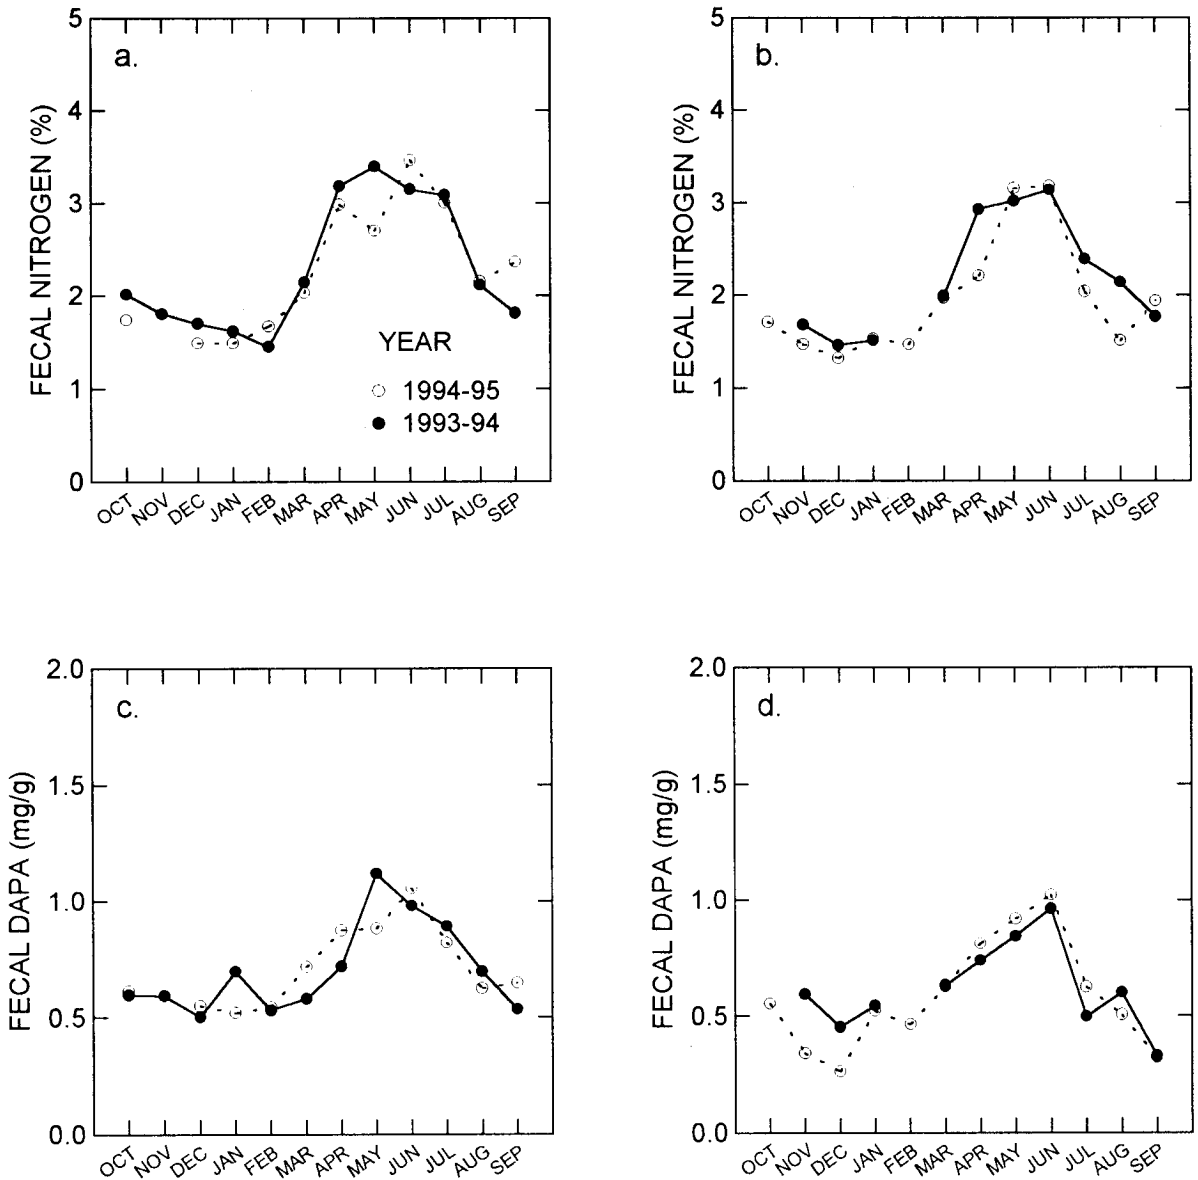 a.
FECAL NITROGEN (%)
5
4
3
2
1
0
YEAR
1994-95
1993-94
OCT NOV DEC JAN FEB MAR APR MAY JUN JUL AUG SEP
b.
FECAL NITROGEN (%)
5
4
3
2
1
0
OCT NOV DEC JAN FEB MAR APR MAY JUN JUL AUG SEP
c.
FECAL DAPA (mg/g)
2.0
1.5
1.0
0.5
0.0
OCT NOV DEC JAN FEB MAR APR MAY JUN JUL AUG SEP
d.
FECAL DAPA (mg/g)
2.0
1.5
1.0
0.5
0.0
OCT NOV DEC JAN FEB MAR APR MAY JUN JUL AUG SEP